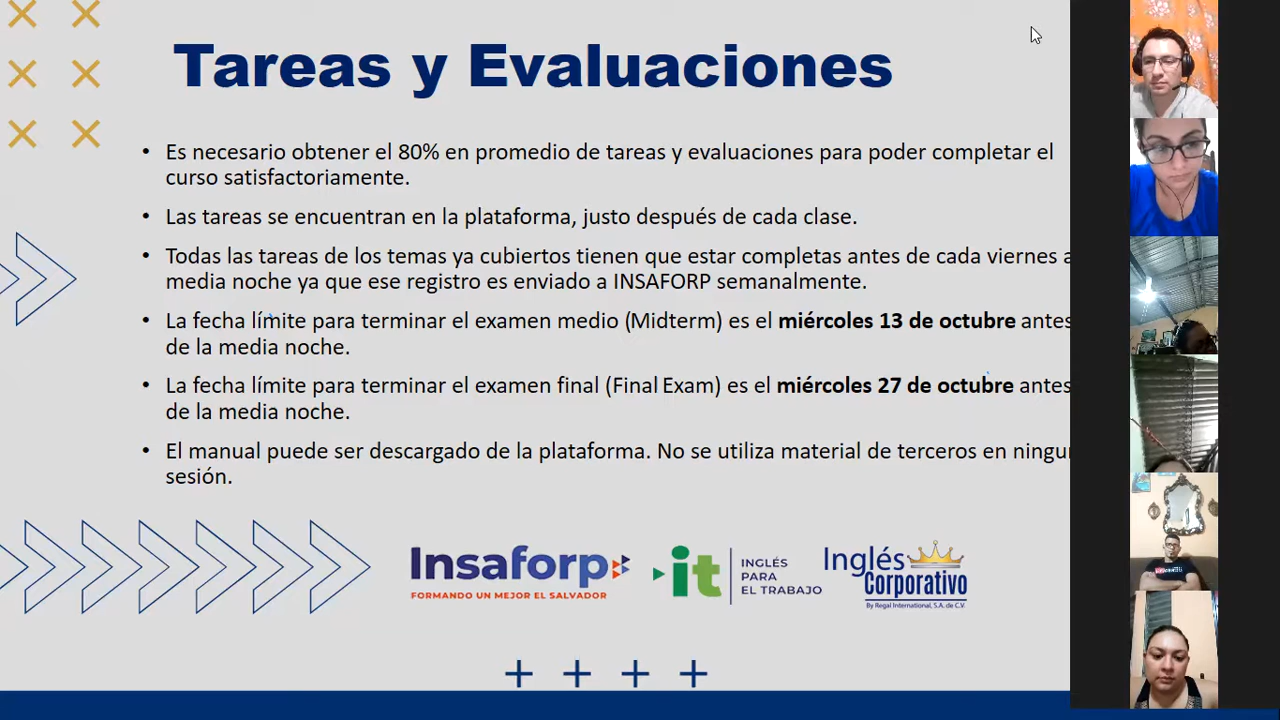 Tareas y Evaluaciones
• Es necesario obtener el 80% en promedio de tareas y evaluaciones para poder completar el
curso satisfactoriamente.
• Las tareas se encuentran en la plataforma, justo después de cada clase.
• Todas las tareas de los temas ya cubiertos tienen que estar completas antes de cada viernes a
media noche ya que ese registro es enviado a INSAFORP semanalmente.
• La fecha límite para terminar el examen medio (Midterm) es el miércoles 13 de octubre antes
de la media noche.
• La fecha límite para terminar el examen final (Final Exam) es el miércoles 27 de octubre antes
de la media noche.
• El manual puede ser descargado de la plataforma. No se utiliza material de terceros en ningu
sesión.
Insaforp
FORMANDO UN MEJOR EL SALVADOR
it
INGLÉS
PARA
EL TRABAJO
Inglés
Corporativo
By Regal International, S.A. de C.V.